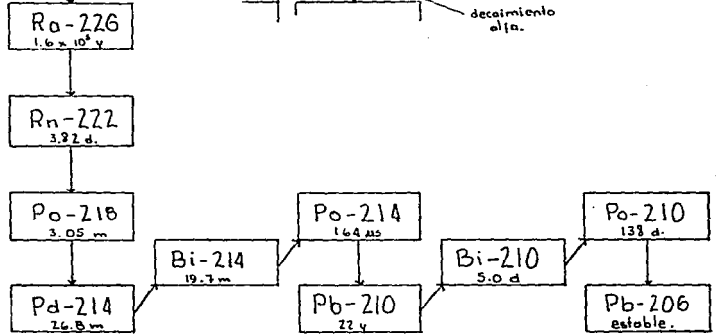 Ra-226
1.6 x 10³ y
decaimiento
alfa.
Rn-222
3.82 d.
Po-218
3.05 m
Po-214
164 µs
Po-210
138 d.
Bi-214
19.7 m
Bi-210
5.0 d
Pd-214
26.8 m
Pb-210
22 y
Pb-206
estable.